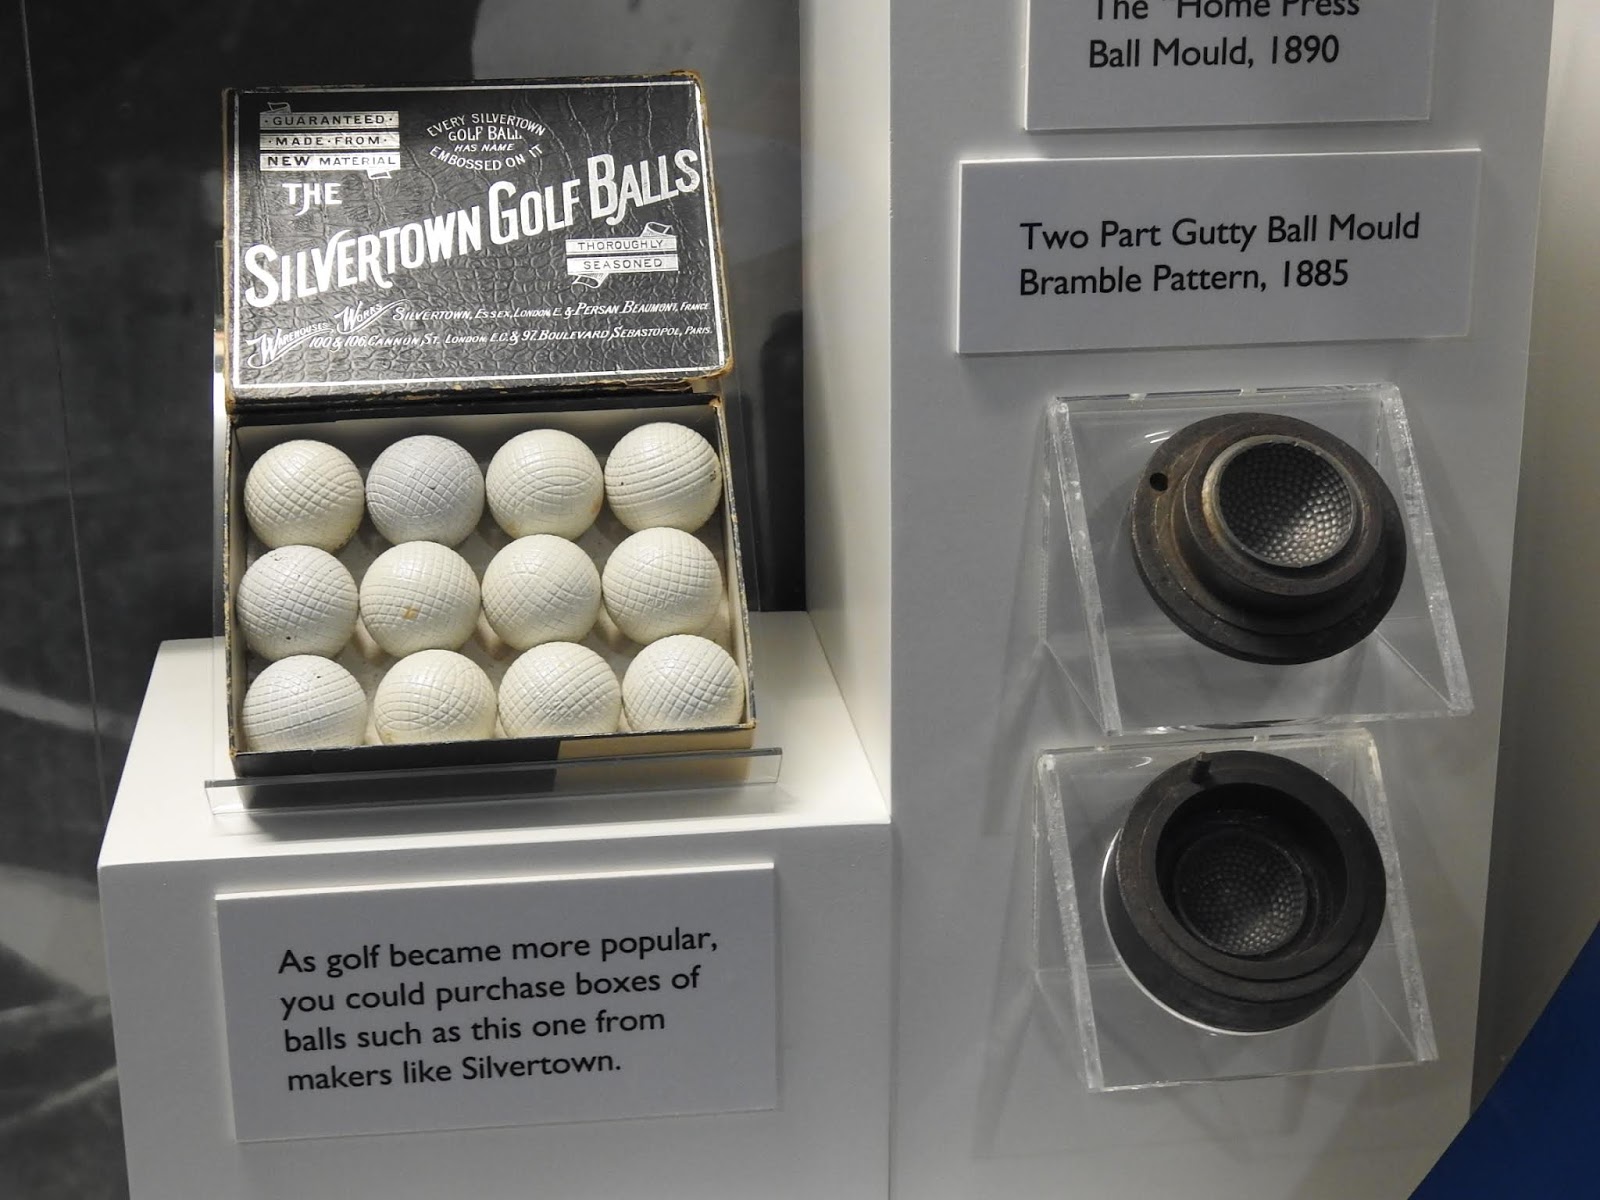 ·GUARANTEED·
·MADE·FROM·
NEW MATERIAL
EVERY SILVERTOWN
GOLF BALL
HAS NAME
EMBOSSED ON IT
THE
SILVERTOWN GOLF BALLS
THOROUGHLY
SEASONED
WORKS SILVERTOWN, ESSEX, LONDON, E. & PERSAN BEAUMONT, FRANCE
WAREHOUSES 100 & 106, CANNON, ST. LONDON, E.C. & 97, BOULEVARD SEBASTOPOL, PARIS.
As golf became more popular,
you could purchase boxes of
balls such as this one from
makers like Silvertown.
The "Home Press
Ball Mould, 1890
Two Part Gutty Ball Mould
Bramble Pattern, 1885